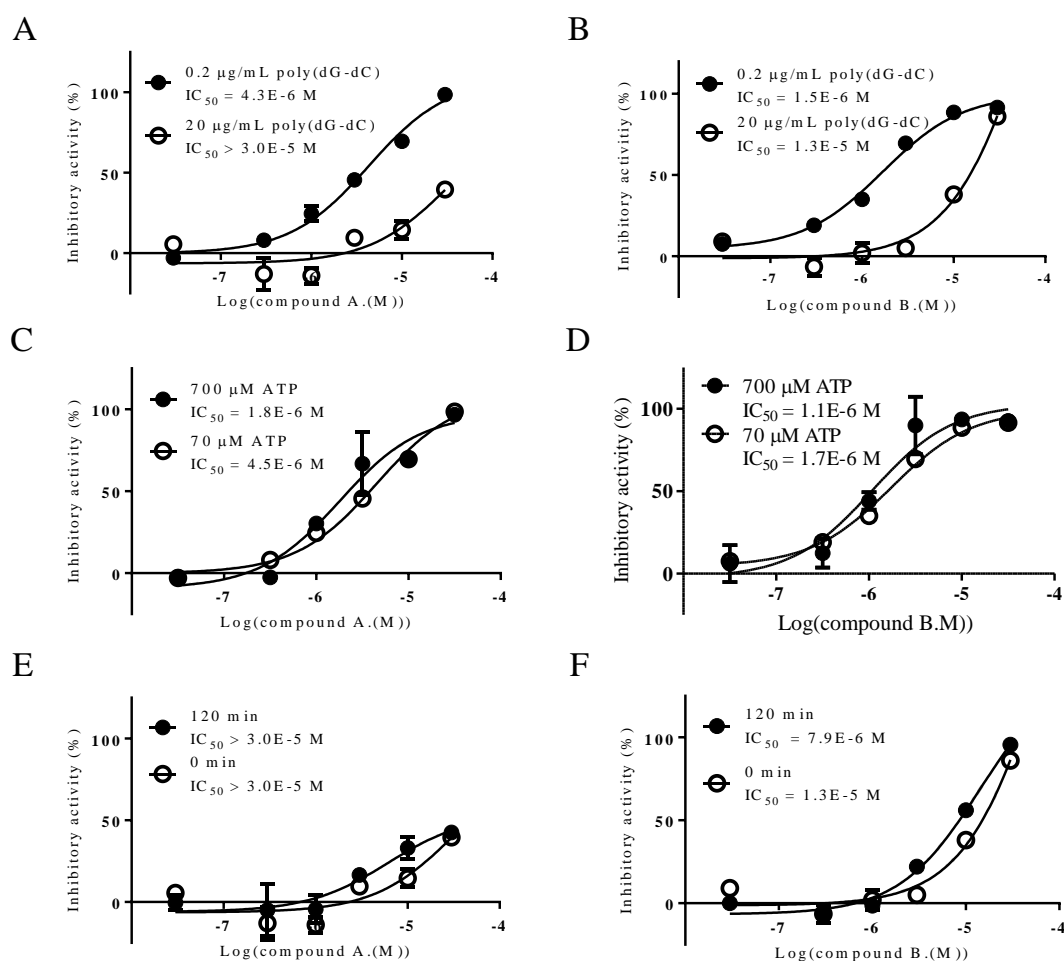 A
Inhibitory activity (%)
100
50
0
0.2 µg/mL poly(dG-dC)
IC50 = 4.3E-6 M
20 µg/mL poly(dG-dC)
IC50 > 3.0E-5 M
-7
-6
-5
-4
Log(compound A.(M))
B
Inhibitory activitiy (%)
100
50
0
0.2 µg/mL poly(dG-dC)
IC50 = 1.5E-6 M
20 µg/mL poly(dG-dC)
IC50 = 1.3E-5 M
-7
-6
-5
-4
Log(compound B.(M))
C
Inhibitory activity (%)
100
50
0
700 µM ATP
IC50 = 1.8E-6 M
70 µM ATP
IC50 = 4.5E-6 M
-7
-6
-5
-4
Log(compound A.(M))
D
Inhibitory activity (%)
100
50
0
700 µM ATP
IC50 = 1.1E-6 M
70 µM ATP
IC50 = 1.7E-6 M
-7
-6
-5
-4
Log(compound B.M))
E
Inhibitory activity (%)
100
50
0
120 min
IC50 > 3.0E-5 M
0 min
IC50 > 3.0E-5 M
-7
-6
-5
-4
Log(compound A.(M))
F
Inhibitory activity (%)
100
50
0
120 min
IC50 = 7.9E-6 M
0 min
IC50 = 1.3E-5 M
-7
-6
-5
-4
Log(compound B.(M))